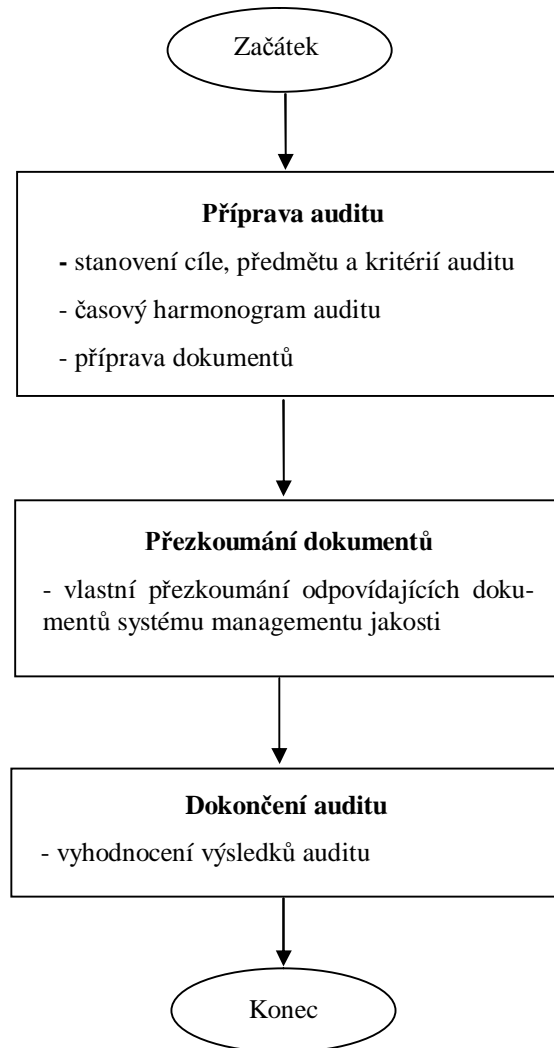 Začátek
Příprava auditu
- stanovení cíle, předmětu a kritérií auditu
- časový harmonogram auditu
- příprava dokumentů
Přezkoumání dokumentů
- vlastní přezkoumání odpovídajících doku-
mentů systému managementu jakosti
Dokončení auditu
- vyhodnocení výsledků auditu
Konec